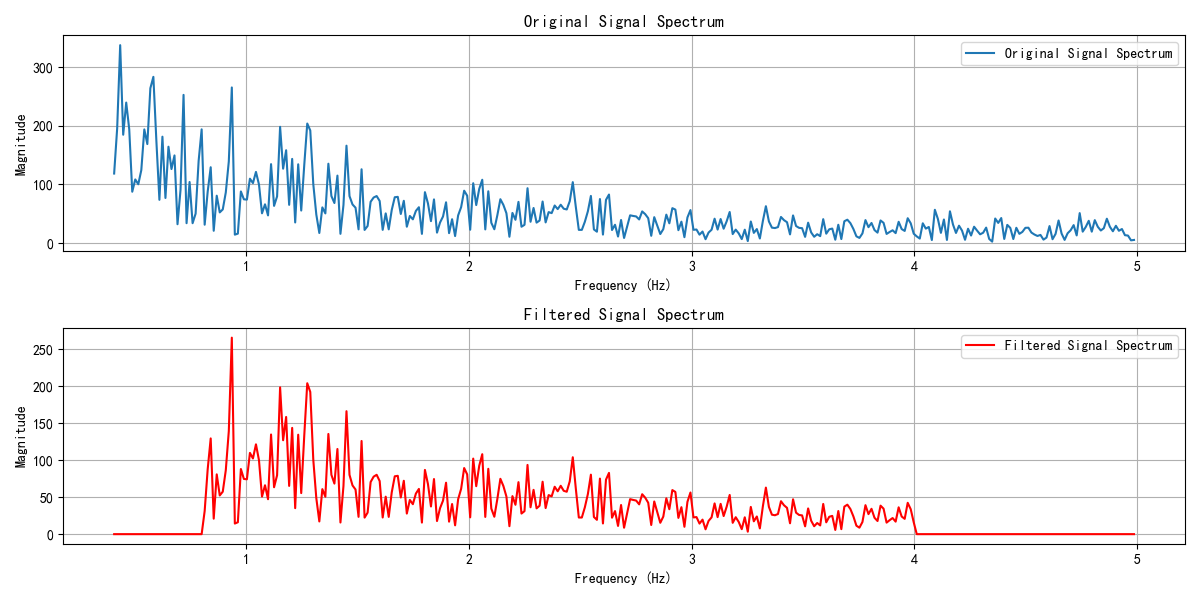 Original Signal Spectrum
Original Signal Spectrum
Magnitude
300
200
100
0
1
2
3
4
5
Frequency (Hz)
Filtered Signal Spectrum
Filtered Signal Spectrum
Magnitude
250
200
150
100
50
0
1
2
3
4
5
Frequency (Hz)